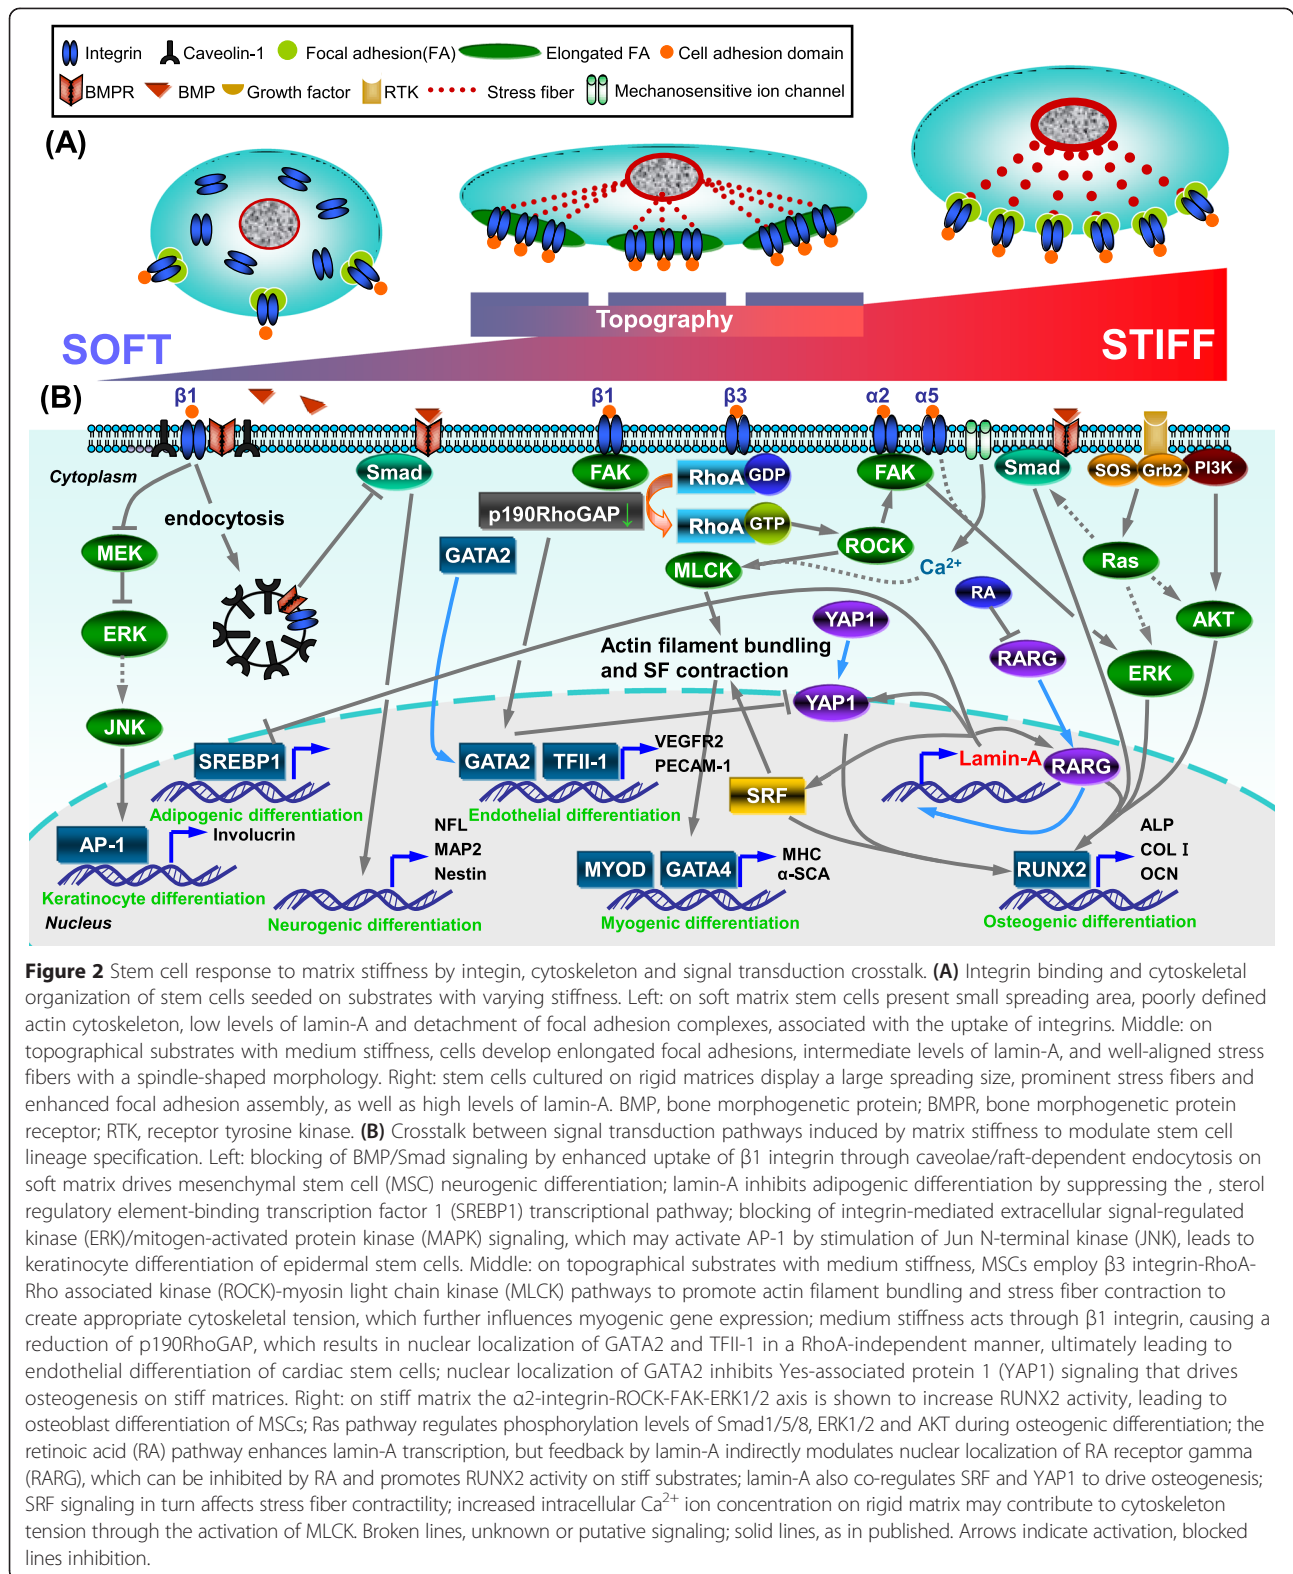 Integrin Caveolin-1 Focal adhesion(FA) Elongated FA Cell adhesion domain
BMPR BMP Growth factor RTK Stress fiber Mechanosensitive ion channel
(A)
Topography
SOFT
STIFF
(B)
β1 β1 β3 α2 α5
Cytoplasm
Smad FAK RhoA GDP FAK Smad SOS Grb2 PI3K
endocytosis
p190RhoGAP↓
RhoA GTP
MEK
GATA2
MLCK
ROCK
Ca²⁺
Ras
RA
ERK
YAP1
AKT
Actin filament bundling
and SF contraction
RARG
ERK
YAP1
JNK
SREBP1
GATA2 TFII-1
VEGFR2
PECAM-1
Lamin-A
RARG
SRF
Adipogenic differentiation
Endothelial differentiation
AP-1
Involucrin
NFL
MAP2
Nestin
MYOD GATA4
MHC
α-SCA
RUNX2
ALP
COL I
OCN
Keratinocyte differentiation
Neurogenic differentiation
Myogenic differentiation
Osteogenic differentiation
Nucleus
Figure 2 Stem cell response to matrix stiffness by integin, cytoskeleton and signal transduction crosstalk. (A) Integrin binding and cytoskeletal
organization of stem cells seeded on substrates with varying stiffness. Left: on soft matrix stem cells present small spreading area, poorly defined
actin cytoskeleton, low levels of lamin-A and detachment of focal adhesion complexes, associated with the uptake of integrins. Middle: on
topographical substrates with medium stiffness, cells develop enlongated focal adhesions, intermediate levels of lamin-A, and well-aligned stress
fibers with a spindle-shaped morphology. Right: stem cells cultured on rigid matrices display a large spreading size, prominent stress fibers and
enhanced focal adhesion assembly, as well as high levels of lamin-A. BMP, bone morphogenetic protein; BMPR, bone morphogenetic protein
receptor; RTK, receptor tyrosine kinase. (B) Crosstalk between signal transduction pathways induced by matrix stiffness to modulate stem cell
lineage specification. Left: blocking of BMP/Smad signaling by enhanced uptake of β1 integrin through caveolae/raft-dependent endocytosis on
soft matrix drives mesenchymal stem cell (MSC) neurogenic differentiation; lamin-A inhibits adipogenic differentiation by suppressing the , sterol
regulatory element-binding transcription factor 1 (SREBP1) transcriptional pathway; blocking of integrin-mediated extracellular signal-regulated
kinase (ERK)/mitogen-activated protein kinase (MAPK) signaling, which may activate AP-1 by stimulation of Jun N-terminal kinase (JNK), leads to
keratinocyte differentiation of epidermal stem cells. Middle: on topographical substrates with medium stiffness, MSCs employ β3 integrin-RhoA-
Rho associated kinase (ROCK)-myosin light chain kinase (MLCK) pathways to promote actin filament bundling and stress fiber contraction to
create appropriate cytoskeletal tension, which further influences myogenic gene expression; medium stiffness acts through β1 integrin, causing a
reduction of p190RhoGAP, which results in nuclear localization of GATA2 and TFII-1 in a RhoA-independent manner, ultimately leading to
endothelial differentiation of cardiac stem cells; nuclear localization of GATA2 inhibits Yes-associated protein 1 (YAP1) signaling that drives
osteogenesis on stiff matrices. Right: on stiff matrix the α2-integrin-ROCK-FAK-ERK1/2 axis is shown to increase RUNX2 activity, leading to
osteoblast differentiation of MSCs; Ras pathway regulates phosphorylation levels of Smad1/5/8, ERK1/2 and AKT during osteogenic differentiation; the
retinoic acid (RA) pathway enhances lamin-A transcription, but feedback by lamin-A indirectly modulates nuclear localization of RA receptor gamma
(RARG), which can be inhibited by RA and promotes RUNX2 activity on stiff substrates; lamin-A also co-regulates SRF and YAP1 to drive osteogenesis;
SRF signaling in turn affects stress fiber contractility; increased intracellular Ca²⁺ ion concentration on rigid matrix may contribute to cytoskeleton
tension through the activation of MLCK. Broken lines, unknown or putative signaling; solid lines, as in published. Arrows indicate activation, blocked
lines inhibition.